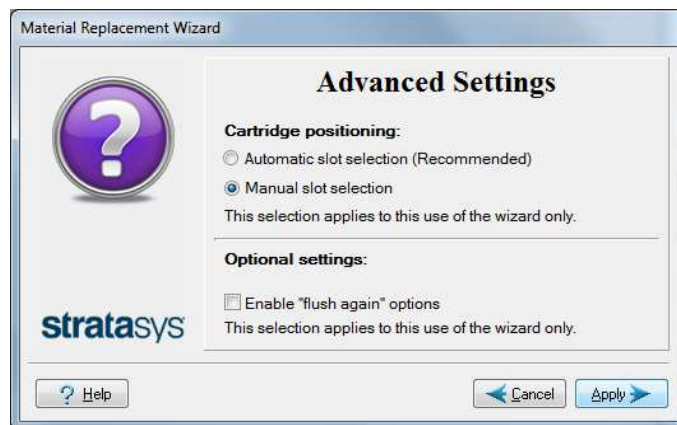 Material Replacement Wizard
Advanced Settings
Cartridge positioning:
Automatic slot selection (Recommended)
Manual slot selection
This selection applies to this use of the wizard only.
Optional settings:
Enable "flush again" options
This selection applies to this use of the wizard only.
stratasys
? Help
Cancel
Apply